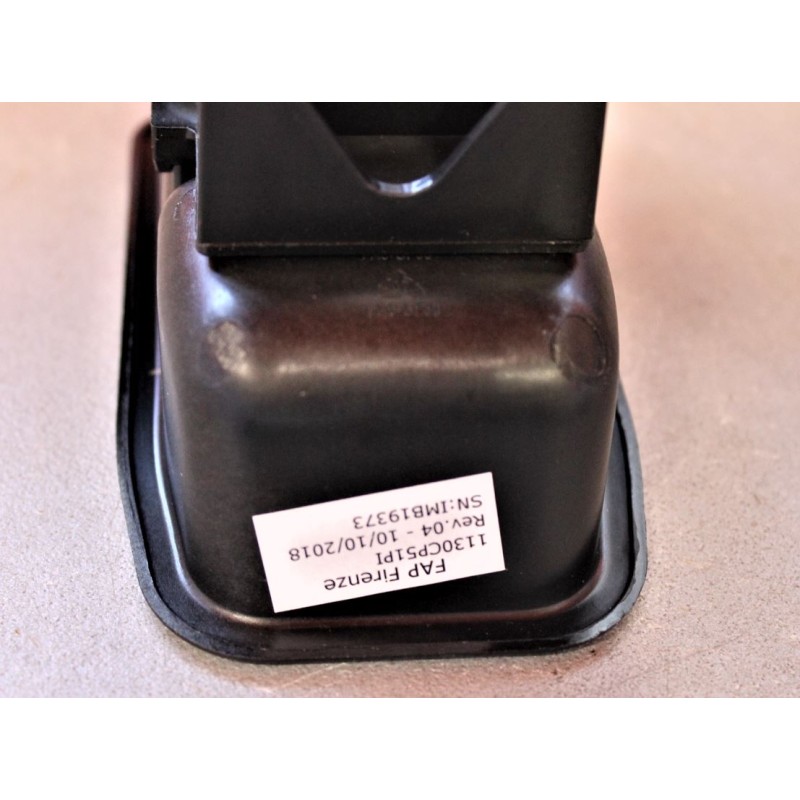 FAP Firenze
1130CP51PI
Rev.04 - 10/10/2018
SN:IMB19373